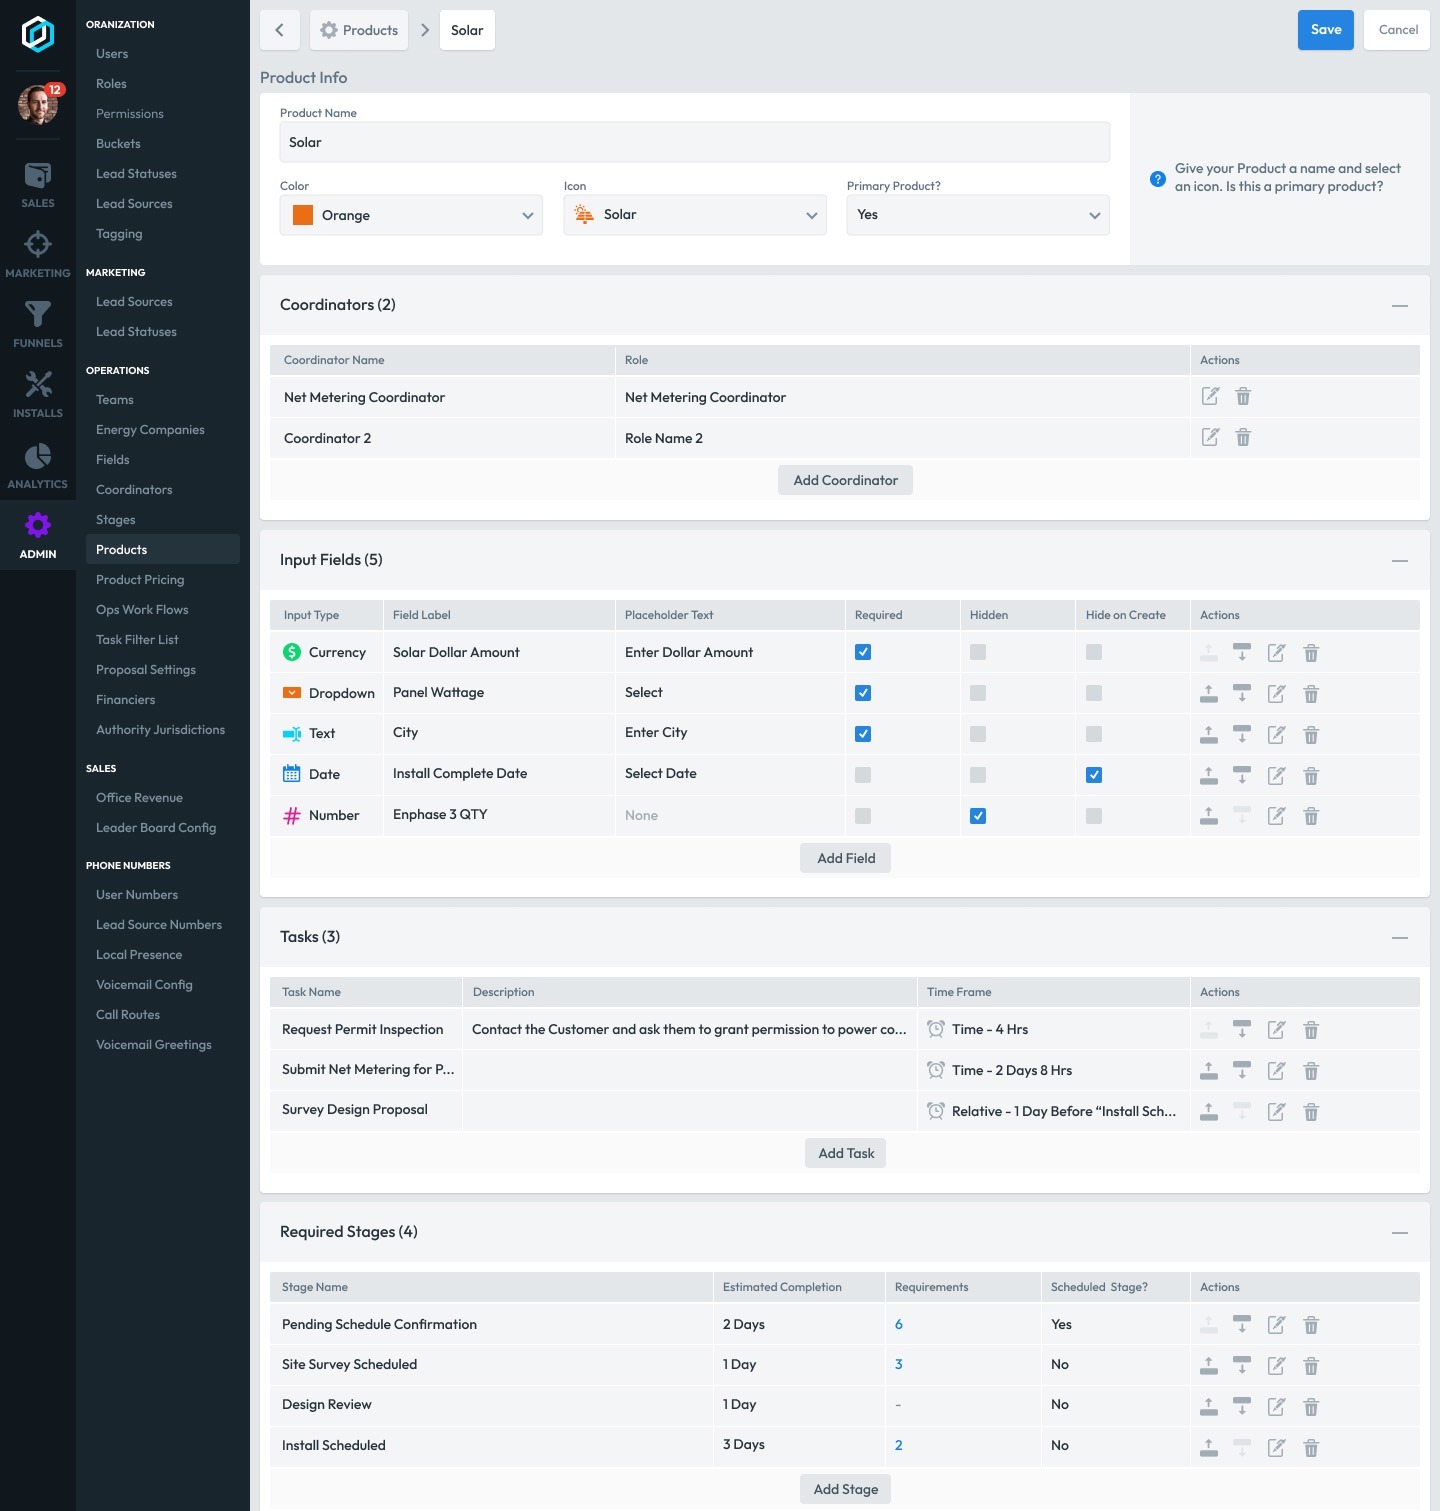 12
SALES
MARKETING
FUNNELS
INSTALLS
ANALYTICS
ADMIN
ORANIZATION
Users
Roles
Permissions
Buckets
Lead Statuses
Lead Sources
Tagging
MARKETING
Lead Sources
Lead Statuses
OPERATIONS
Teams
Energy Companies
Fields
Coordinators
Stages
Products
Product Pricing
Ops Work Flows
Task Filter List
Proposal Settings
Financiers
Authority Jurisdictions
SALES
Office Revenue
Leader Board Config
PHONE NUMBERS
User Numbers
Lead Source Numbers
Local Presence
Voicemail Config
Call Routes
Voicemail Greetings
Products Solar Save Cancel
Product Info
Product Name
Solar
Color Icon Primary Product?
Orange Solar Yes
Give your Product a name and select
an icon. Is this a primary product?
Coordinators (2)
Coordinator Name Role Actions
Net Metering Coordinator Net Metering Coordinator
Coordinator 2 Role Name 2
Add Coordinator
Input Fields (5)
Input Type Field Label Placeholder Text Required Hidden Hide on Create Actions
Currency Solar Dollar Amount Enter Dollar Amount
Dropdown Panel Wattage Select
Text City Enter City
Date Install Complete Date Select Date
Number Enphase 3 QTY None
Add Field
Tasks (3)
Task Name Description Time Frame Actions
Request Permit Inspection Contact the Customer and ask them to grant permission to power co... Time - 4 Hrs
Submit Net Metering for P... Time - 2 Days 8 Hrs
Survey Design Proposal Relative - 1 Day Before “Install Sch...
Add Task
Required Stages (4)
Stage Name Estimated Completion Requirements Scheduled Stage? Actions
Pending Schedule Confirmation 2 Days 6 Yes
Site Survey Scheduled 1 Day 3 No
Design Review 1 Day - No
Install Scheduled 3 Days 2 No
Add Stage